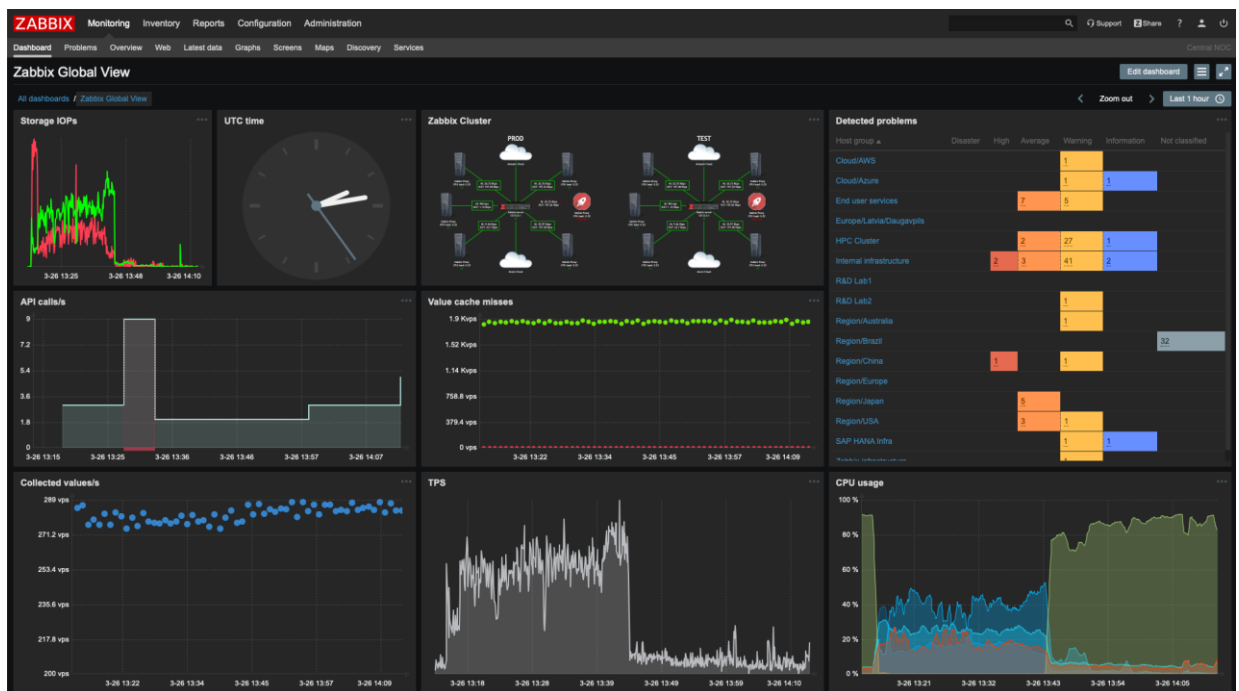 ZABBIX Monitoring Inventory Reports Configuration Administration Support Z Share ?
Dashboard Problems Overview Web Latest data Graphs Screens Maps Discovery Services Central NOC
Zabbix Global View Edit dashboard
All dashboards / Zabbix Global View Zoom out Last 1 hour
Storage IOPs
3-26 13:25 3-26 13:48 3-26 14:10
UTC time
Zabbix Cluster
PROD TEST
Detected problems
Host group Disaster High Average Warning Information Not classified
Cloud/AWS 1
Cloud/Azure 1 1
End user services 7 5
Europe/Latvia/Daugavpils
HPC Cluster 2 27 1
Internal infrastructure 2 3 41 2
R&D Lab1
R&D Lab2 1
Region/Australia 1
Region/Brazil 32
Region/China 1 1
Region/Europe
Region/Japan 5
Region/USA 3 1
SAP HANA Infra 1 1
Zabbix Infrastructure 1
API calls/s
9
7.2
5.4
3.6
1.8
0
3-26 13:15 3-26 13:25 3-26 13:36 3-26 13:46 3-26 13:57 3-26 14:07
Value cache misses
1.9 Kvps
1.52 Kvps
1.14 Kvps
758.8 vps
379.4 vps
0 vps
3-26 13:22 3-26 13:34 3-26 13:45 3-26 13:57 3-26 14:09
Collected values/s
289 vps
271.2 vps
253.4 vps
235.6 vps
217.8 vps
200 vps
3-26 13:22 3-26 13:34 3-26 13:45 3-26 13:57 3-26 14:09
TPS
3-26 13:18 3-26 13:28 3-26 13:39 3-26 13:49 3-26 13:59 3-26 14:10
CPU usage
100 %
80 %
60 %
40 %
20 %
0 %
3-26 13:21 3-26 13:32 3-26 13:43 3-26 13:54 3-26 14:05